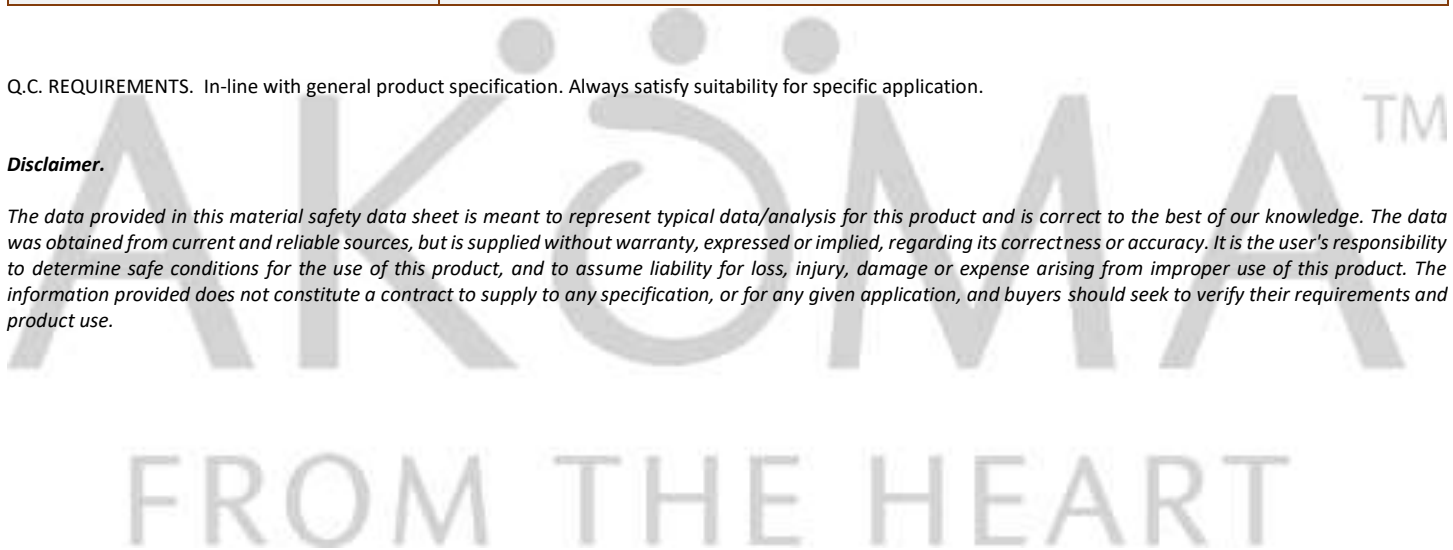 Q.C. REQUIREMENTS. In-line with general product specification. Always satisfy suitability for specific application.
Disclaimer.
The data provided in this material safety data sheet is meant to represent typical data/analysis for this product and is correct to the best of our knowledge. The data
was obtained from current and reliable sources, but is supplied without warranty, expressed or implied, regarding its correctness or accuracy. It is the user's responsibility
to determine safe conditions for the use of this product, and to assume liability for loss, injury, damage or expense arising from improper use of this product. The
information provided does not constitute a contract to supply to any specification, or for any given application, and buyers should seek to verify their requirements and
product use.
AKOMA TM
FROM THE HEART